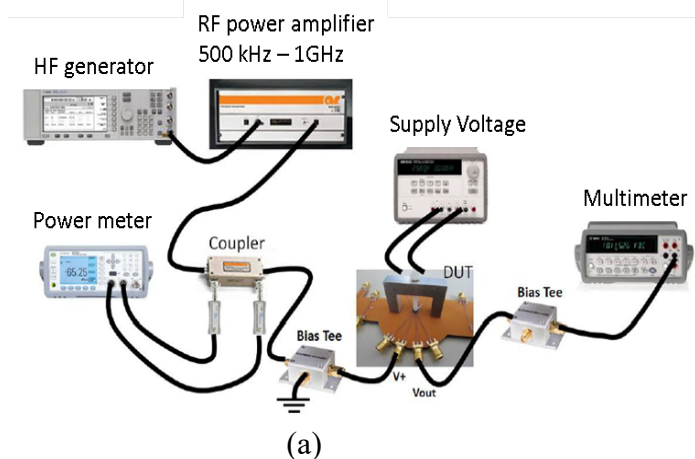 RF power amplifier
500 kHz – 1GHz
HF generator
Supply Voltage
Multimeter
Power meter
Coupler
-65.25
DUT
Bias Tee
Bias Tee
V+
Vout
(a)